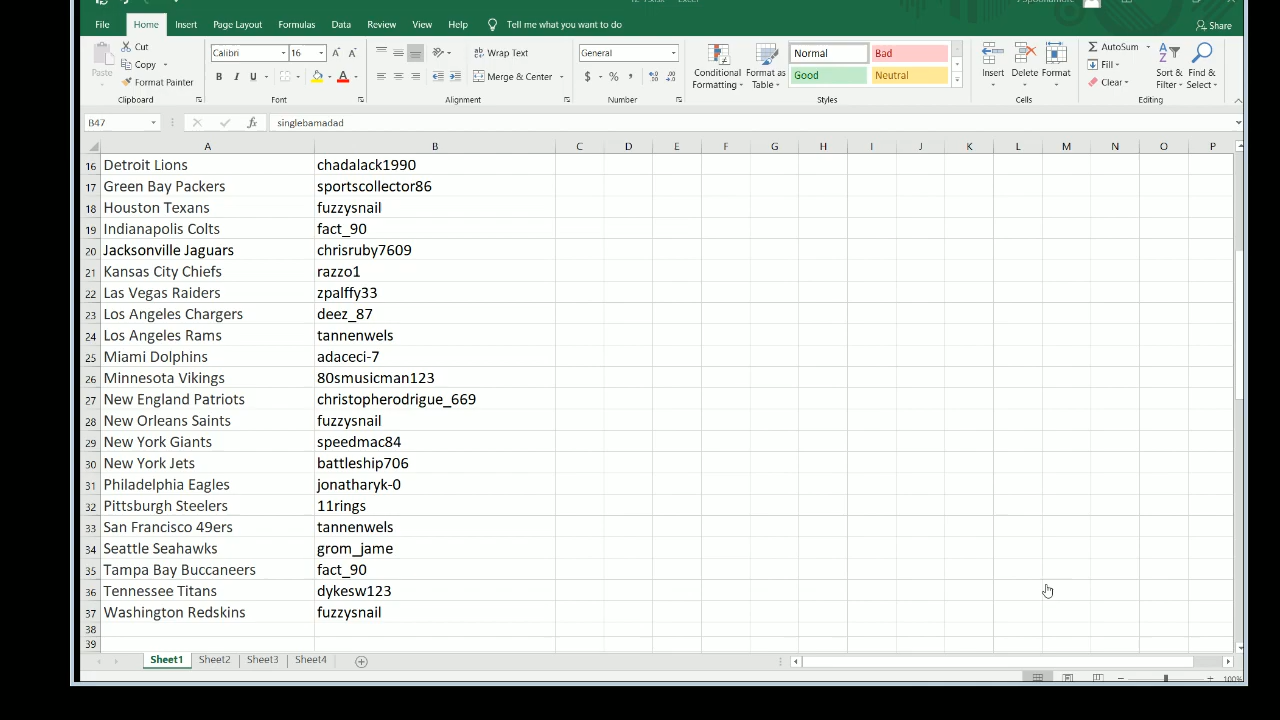 File Home Insert Page Layout Formulas Data Review View Help Tell me what you want to do Share
Paste Cut Copy Format Painter Clipboard
Calibri 16 B I U Font
Wrap Text Merge & Center Alignment
General $ % , Number
Conditional Formatting Format as Table Normal Bad Good Neutral Styles
Insert Delete Format Cells
AutoSum Fill Clear Sort & Filter Find & Select Editing
B47 fx singlebamadad
A B C D E F G H I J K L M N O P
16 Detroit Lions chadalack1990
17 Green Bay Packers sportscollector86
18 Houston Texans fuzzysnail
19 Indianapolis Colts fact_90
20 Jacksonville Jaguars chrisruby7609
21 Kansas City Chiefs razzo1
22 Las Vegas Raiders zpalffy33
23 Los Angeles Chargers deez_87
24 Los Angeles Rams tannenwels
25 Miami Dolphins adaceci-7
26 Minnesota Vikings 80smusicman123
27 New England Patriots christopherodrigue_669
28 New Orleans Saints fuzzysnail
29 New York Giants speedmac84
30 New York Jets battleship706
31 Philadelphia Eagles jonatharyk-0
32 Pittsburgh Steelers 11rings
33 San Francisco 49ers tannenwels
34 Seattle Seahawks grom_jame
35 Tampa Bay Buccaneers fact_90
36 Tennessee Titans dykesw123
37 Washington Redskins fuzzysnail
38
39
Sheet1 Sheet2 Sheet3 Sheet4
100%